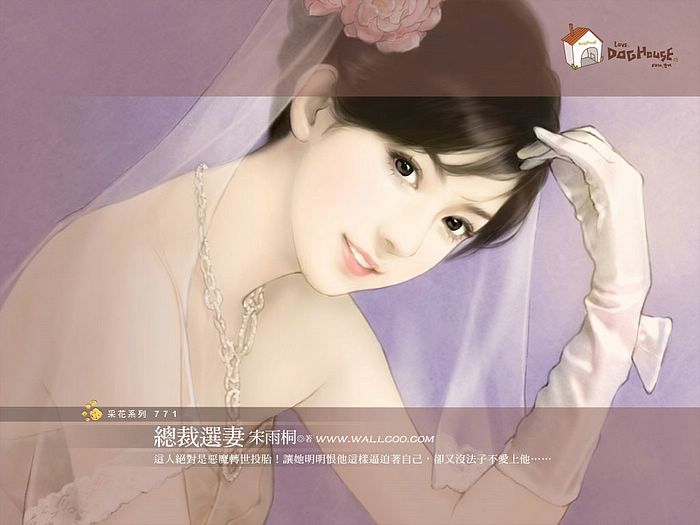 LOVE
DOGHOUSE
采花系列 771
總裁選妻 宋雨桐◎著 WWW.WALLCOO.COM
這人絕對是惡魔轉世投胎！讓她明明恨他這樣逼迫著自己，卻又沒法子不愛上他……